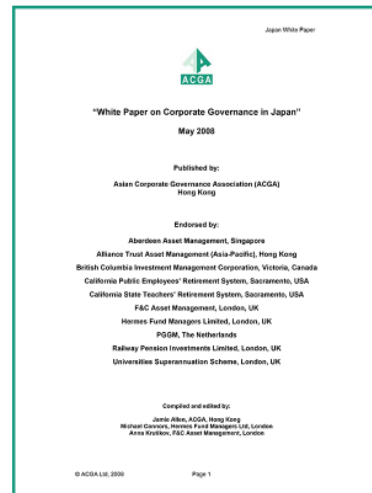 Japan White Paper
ACGA
"White Paper on Corporate Governance in Japan"
May 2008
Published by:
Asian Corporate Governance Association (ACGA)
Hong Kong
Endorsed by:
Aberdeen Asset Management, Singapore
Alliance Trust Asset Management (Asia-Pacific), Hong Kong
British Columbia Investment Management Corporation, Victoria, Canada
California Public Employees' Retirement System, Sacramento, USA
California State Teachers' Retirement System, Sacramento, USA
F&C Asset Management, London, UK
Hermes Fund Managers Limited, London, UK
PGGM, The Netherlands
Railway Pension Investments Limited, London, UK
Universities Superannuation Scheme, London, UK
Compiled and edited by:
Jamie Allen, ACGA, Hong Kong
Michael Connors, Hermes Fund Managers Ltd, London
Anna Krutikov, F&C Asset Management, London
© ACGA Ltd, 2008 Page 1